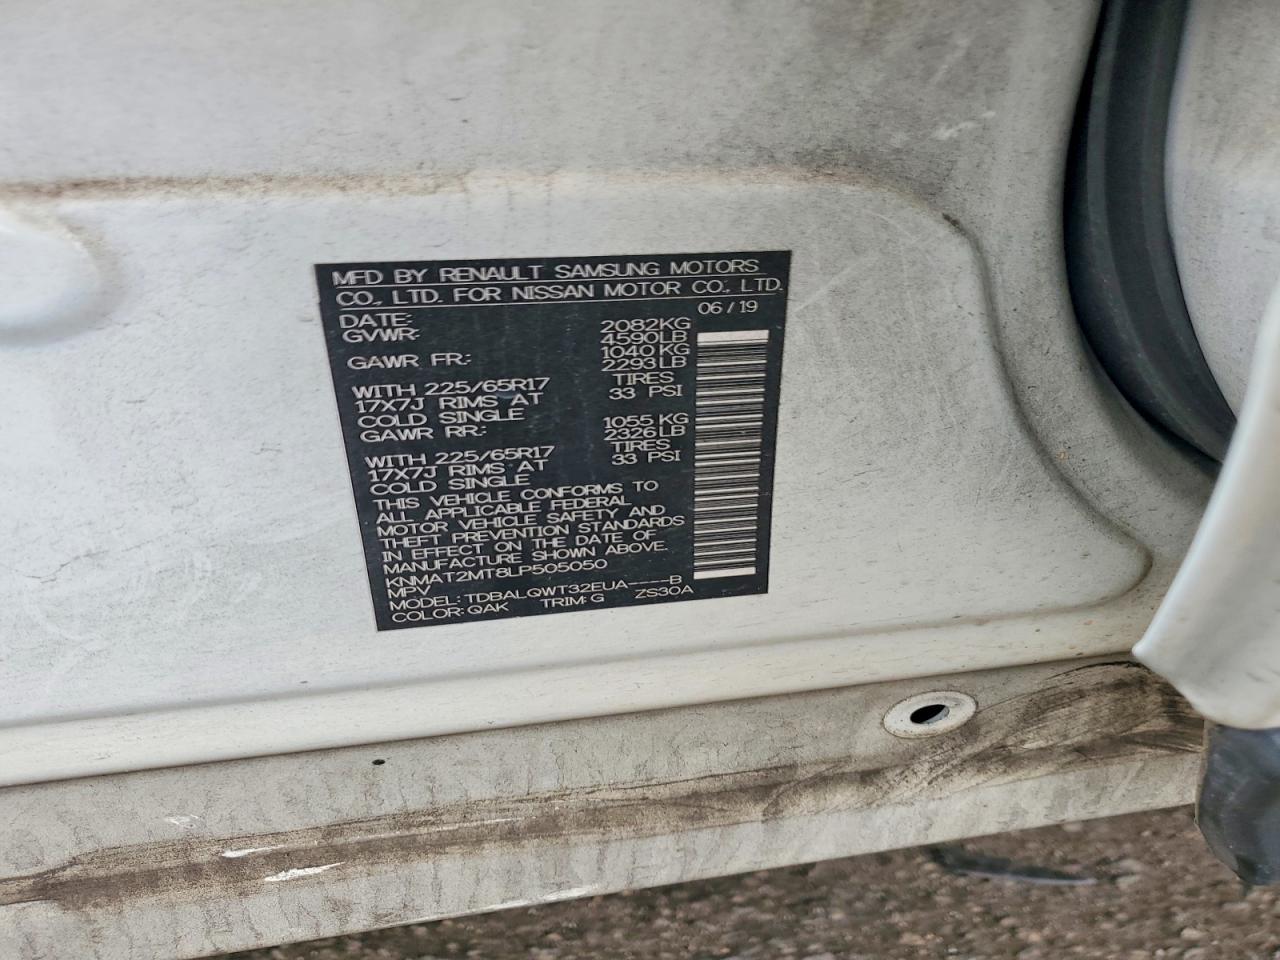 MFD BY RENAULT SAMSUNG MOTORS
CO., LTD. FOR NISSAN MOTOR CO., LTD.
DATE: 06/19
GVWR: 2082KG
4590LB
GAWR FR: 1040KG
2293LB
WITH 225/65R17 TIRES
17X7J RIMS AT 33 PSI
COLD SINGLE
GAWR RR: 1055KG
2326LB
WITH 225/65R17 TIRES
17X7J RIMS AT 33 PSI
COLD SINGLE
THIS VEHICLE CONFORMS TO
ALL APPLICABLE FEDERAL
MOTOR VEHICLE SAFETY AND
THEFT PREVENTION STANDARDS
IN EFFECT ON THE DATE OF
MANUFACTURE SHOWN ABOVE.
KNMAT2MT8LP505050
MPV
MODEL: TDBALQWT32EUA----B
COLOR: QAK TRIM: G ZS30A